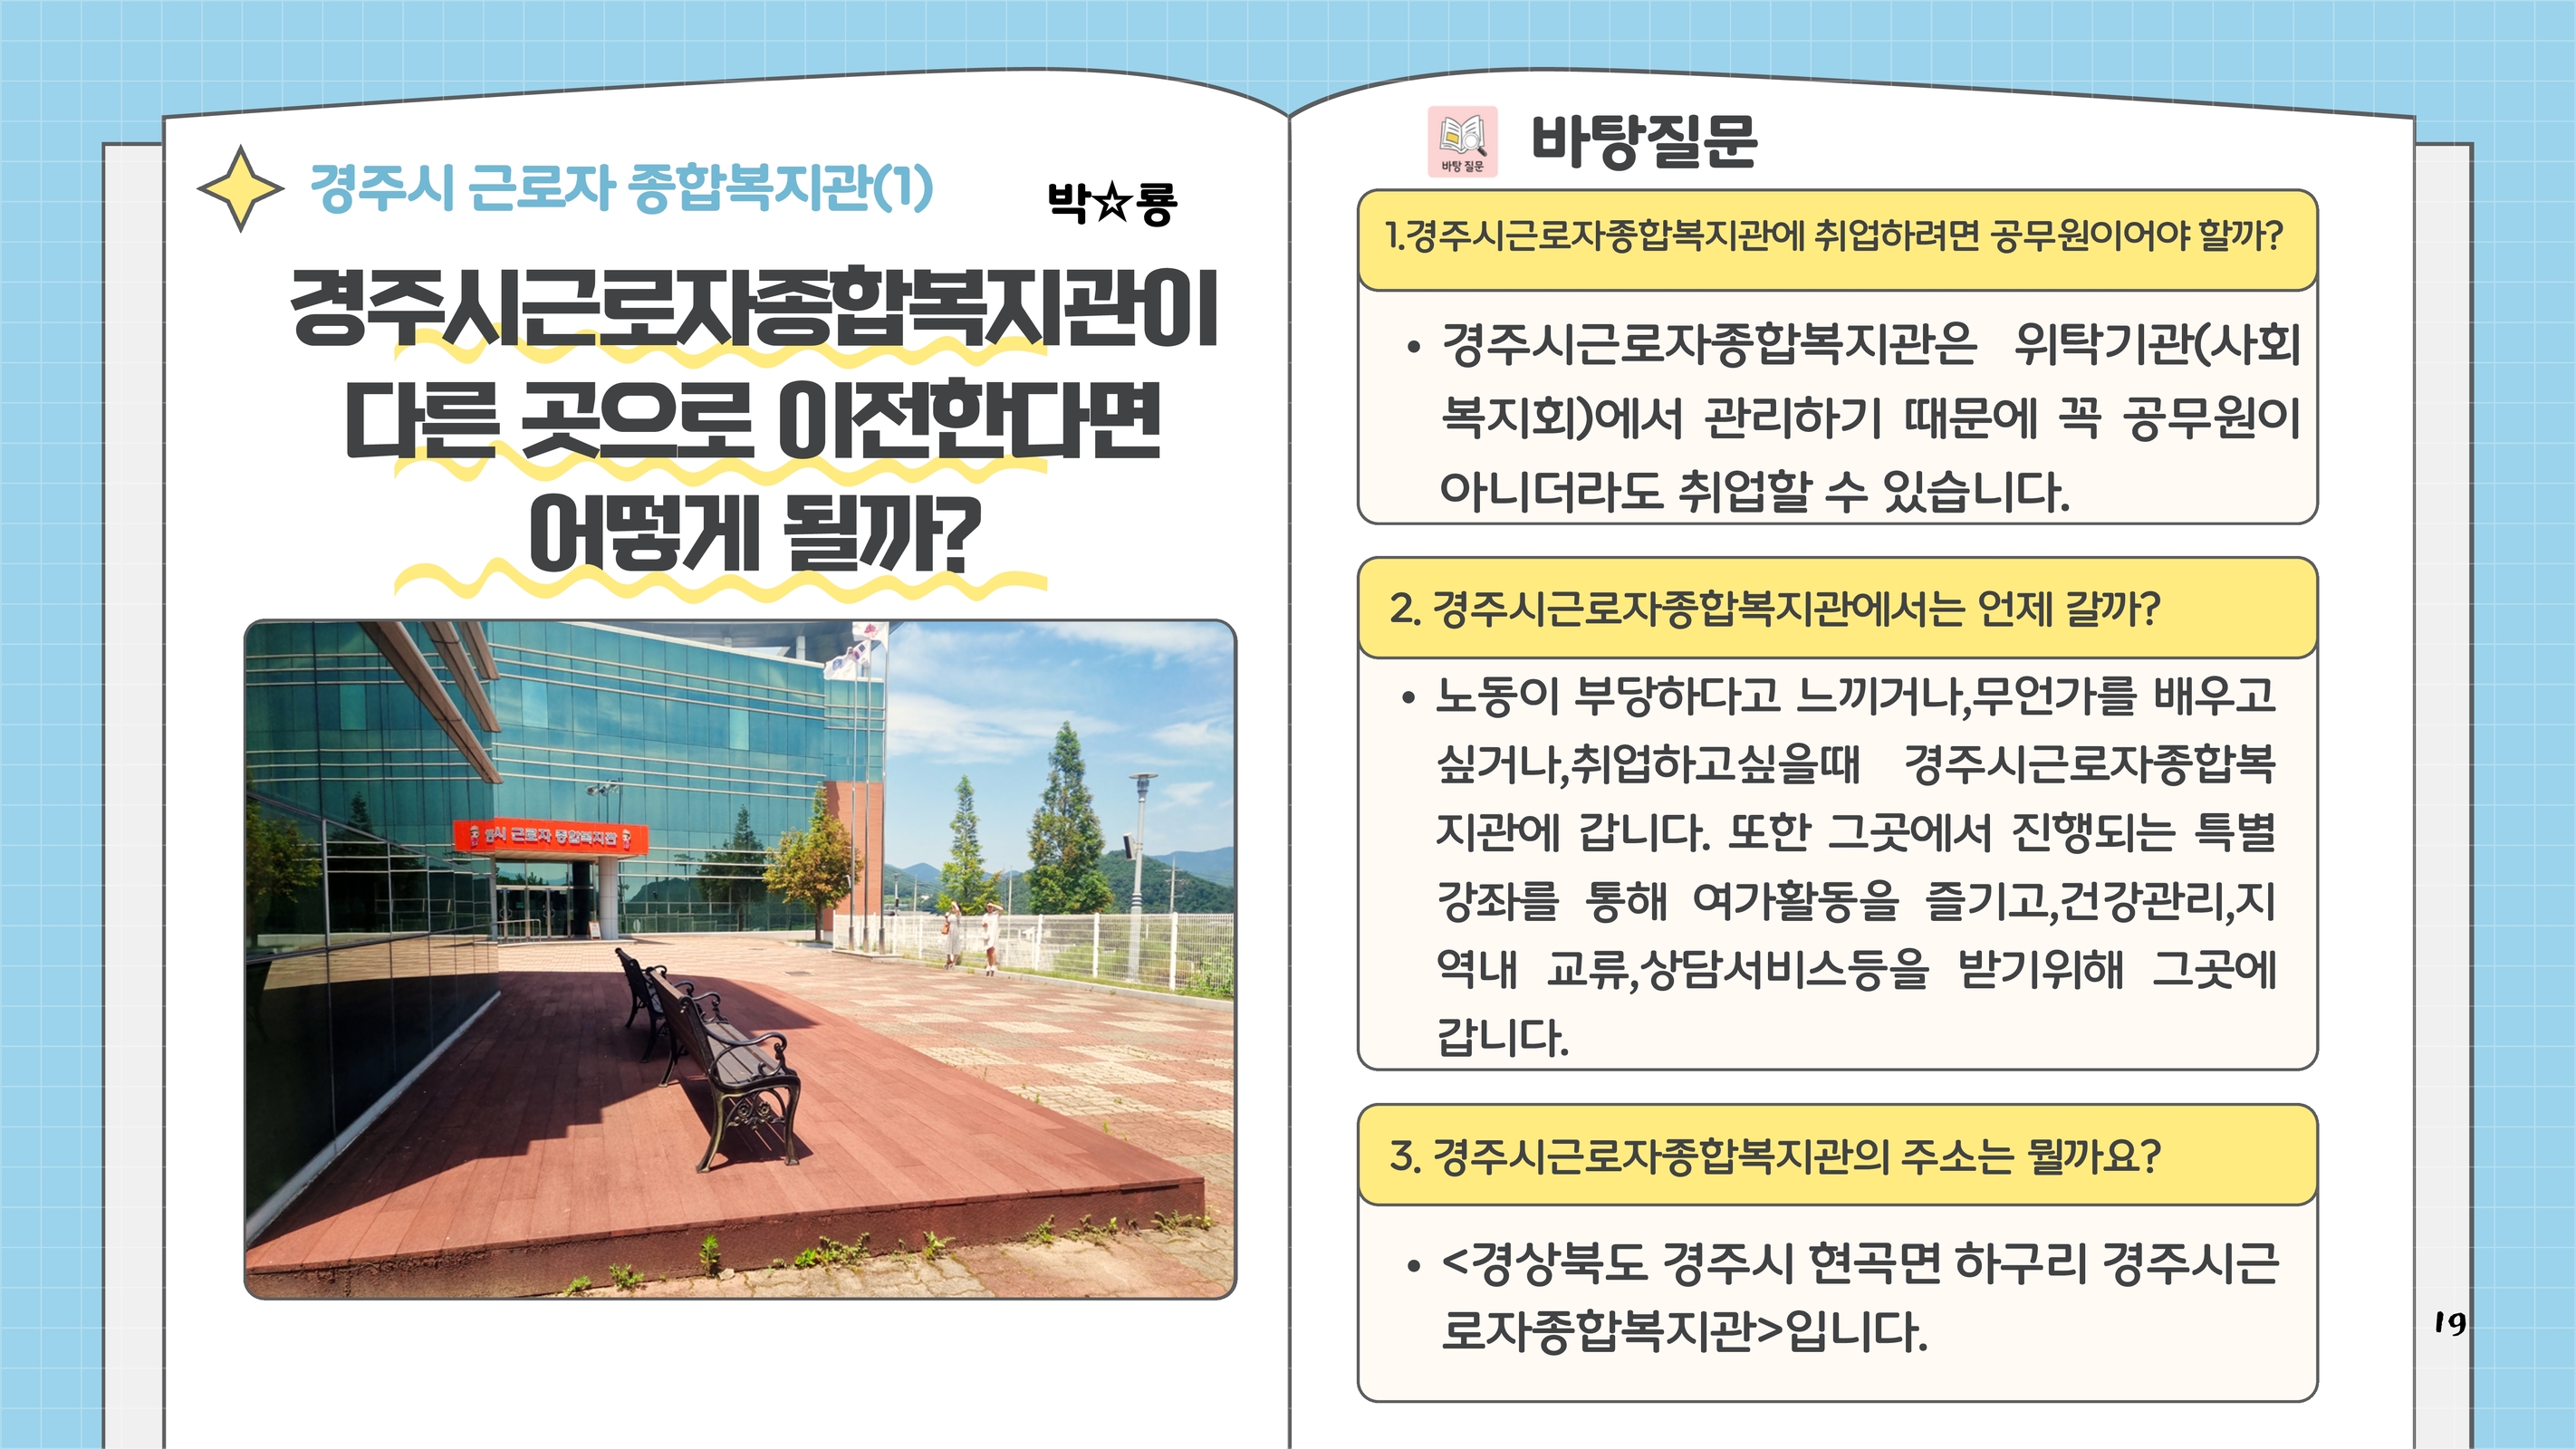 경주시 근로자 종합복지관(1)
박☆룡
경주시근로자종합복지관이
다른 곳으로 이전한다면
어떻게 될까?
시 근로자 종합복지관
바탕 질문
바탕질문
1.경주시근로자종합복지관에 취업하려면 공무원이어야 할까?
• 경주시근로자종합복지관은 위탁기관(사회
복지회)에서 관리하기 때문에 꼭 공무원이
아니더라도 취업할 수 있습니다.
2. 경주시근로자종합복지관에서는 언제 갈까?
• 노동이 부당하다고 느끼거나,무언가를 배우고
싶거나,취업하고싶을때 경주시근로자종합복
지관에 갑니다. 또한 그곳에서 진행되는 특별
강좌를 통해 여가활동을 즐기고,건강관리,지
역내 교류,상담서비스등을 받기위해 그곳에
갑니다.
3. 경주시근로자종합복지관의 주소는 뭘까요?
• <경상북도 경주시 현곡면 하구리 경주시근
로자종합복지관>입니다.
19